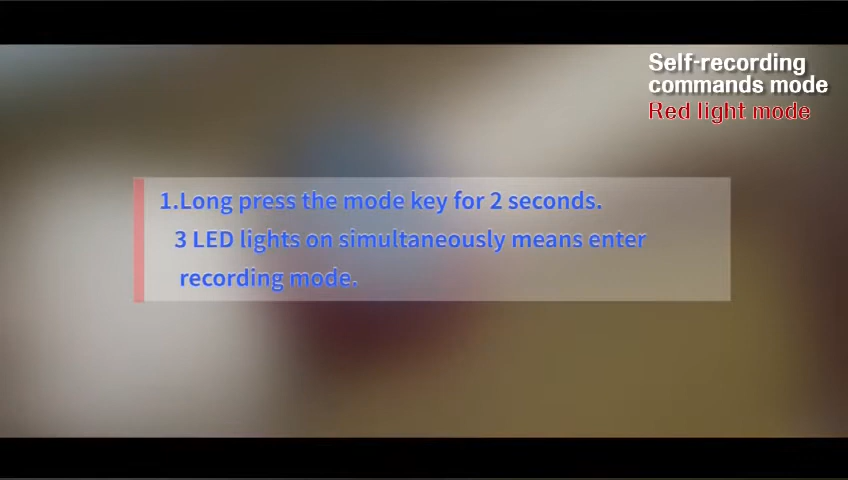 Self-recording
commands mode
Red light mode
1.Long press the mode key for 2 seconds.
3 LED lights on simultaneously means enter
recording mode.